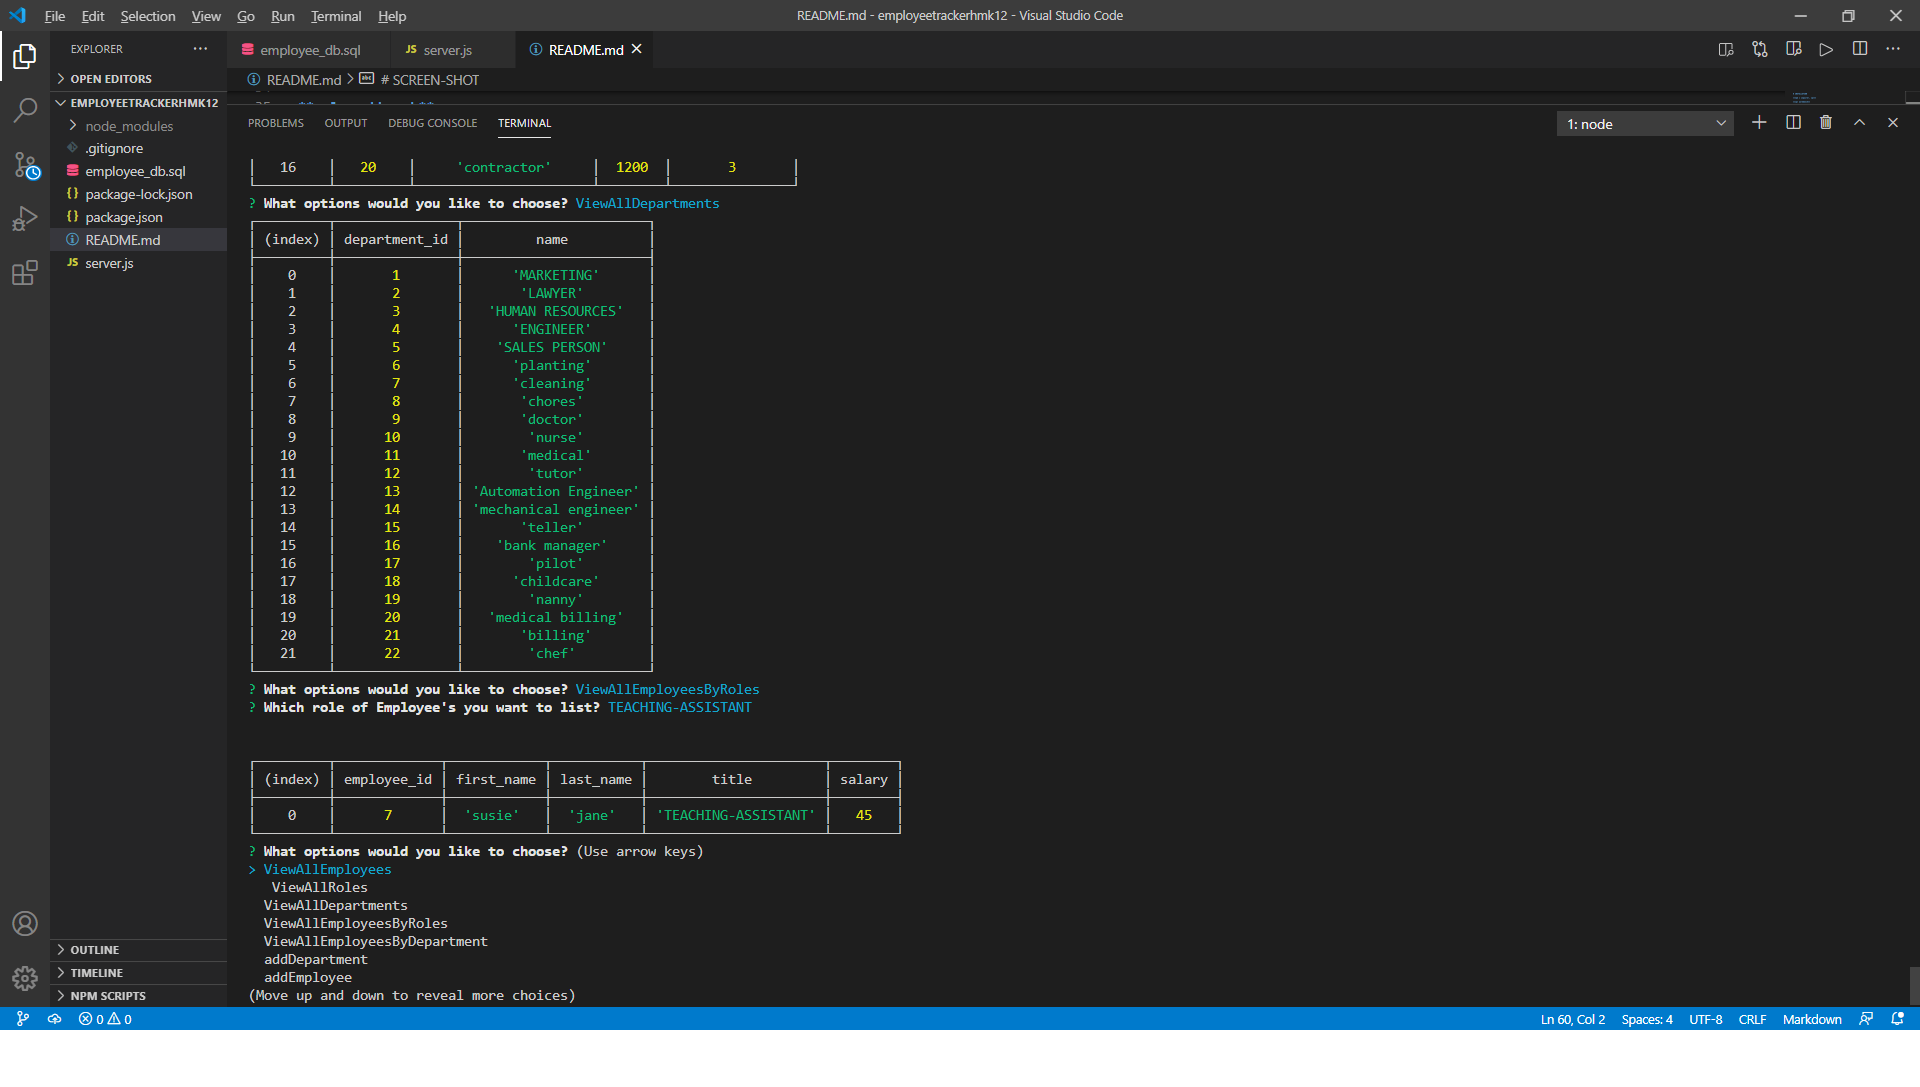 File Edit Selection View Go Run Terminal Help
README.md - employeetrackerhmk12 - Visual Studio Code
EXPLORER
OPEN EDITORS
EMPLOYEETRACKERHMK12
node_modules
.gitignore
employee_db.sql
package-lock.json
package.json
README.md
JS server.js
OUTLINE
TIMELINE
NPM SCRIPTS
employee_db.sql JS server.js README.md
README.md > # SCREEN-SHOT
PROBLEMS OUTPUT DEBUG CONSOLE TERMINAL
1: node
16 20 'contractor' 1200 3
? What options would you like to choose? ViewAllDepartments
(index) department_id name
0 1 'MARKETING'
1 2 'LAWYER'
2 3 'HUMAN RESOURCES'
3 4 'ENGINEER'
4 5 'SALES PERSON'
5 6 'planting'
6 7 'cleaning'
7 8 'chores'
8 9 'doctor'
9 10 'nurse'
10 11 'medical'
11 12 'tutor'
12 13 'Automation Engineer'
13 14 'mechanical engineer'
14 15 'teller'
15 16 'bank manager'
16 17 'pilot'
17 18 'childcare'
18 19 'nanny'
19 20 'medical billing'
20 21 'billing'
21 22 'chef'
? What options would you like to choose? ViewAllEmployeesByRoles
? Which role of Employee's you want to list? TEACHING-ASSISTANT
(index) employee_id first_name last_name title salary
0 7 'susie' 'jane' 'TEACHING-ASSISTANT' 45
? What options would you like to choose? (Use arrow keys)
> ViewAllEmployees
ViewAllRoles
ViewAllDepartments
ViewAllEmployeesByRoles
ViewAllEmployeesByDepartment
addDepartment
addEmployee
(Move up and down to reveal more choices)
0 0
Ln 60, Col 2 Spaces: 4 UTF-8 CRLF Markdown